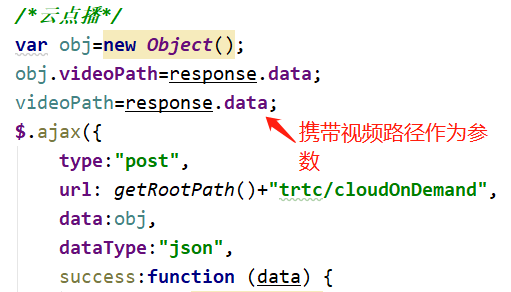 /*云点播*/
var obj=new Object();
obj.videoPath=response.data;
videoPath=response.data;
$.ajax({
携带视频路径作为参
数
type:"post",
url: getRootPath()+"trtc/cloudOnDemand",
data:obj,
dataType:"json",
success:function (data) {